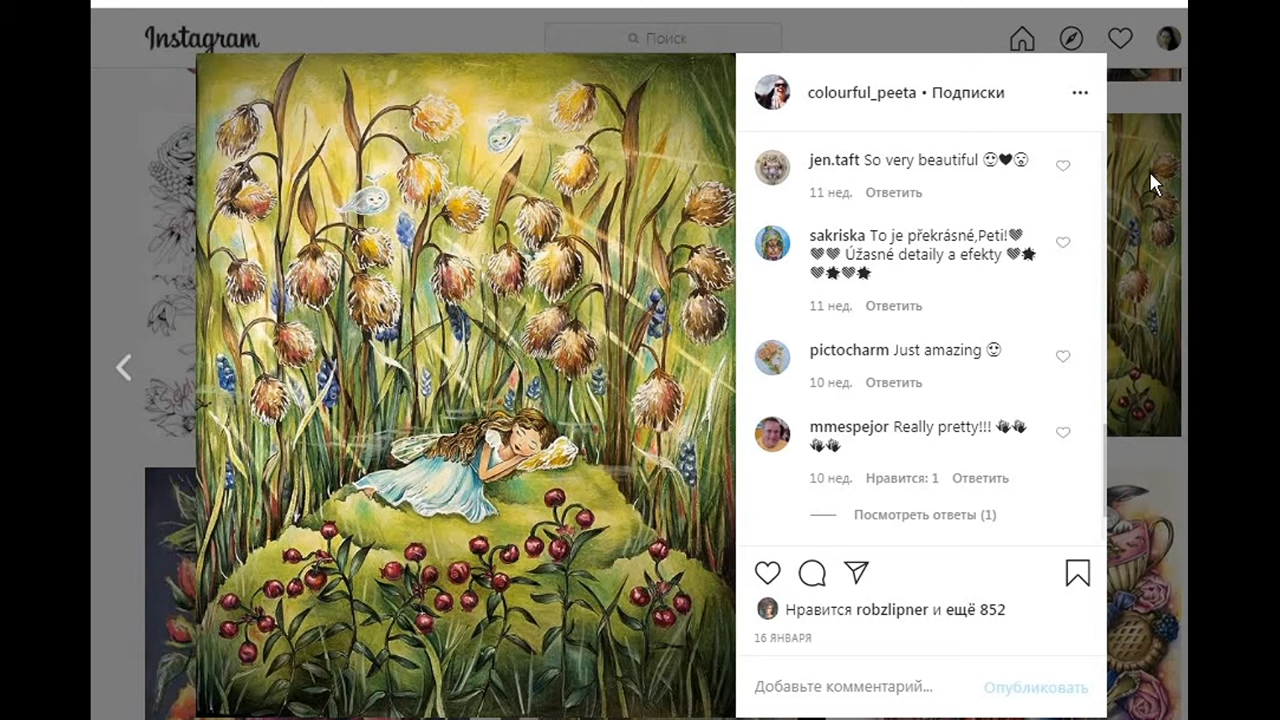 Instagram
Поиск
colourful_peeta • Подписки
jen.taft So very beautiful
11 нед. Ответить
sakriska To je překrásné,Peti!
Úžasné detaily a efekty
11 нед. Ответить
pictocharm Just amazing
10 нед. Ответить
mmespejor Really pretty!!!
10 нед. Нравится: 1 Ответить
Посмотреть ответы (1)
Нравится robzlipner и ещё 852
16 ЯНВАРЯ
Добавьте комментарий... Опубликовать